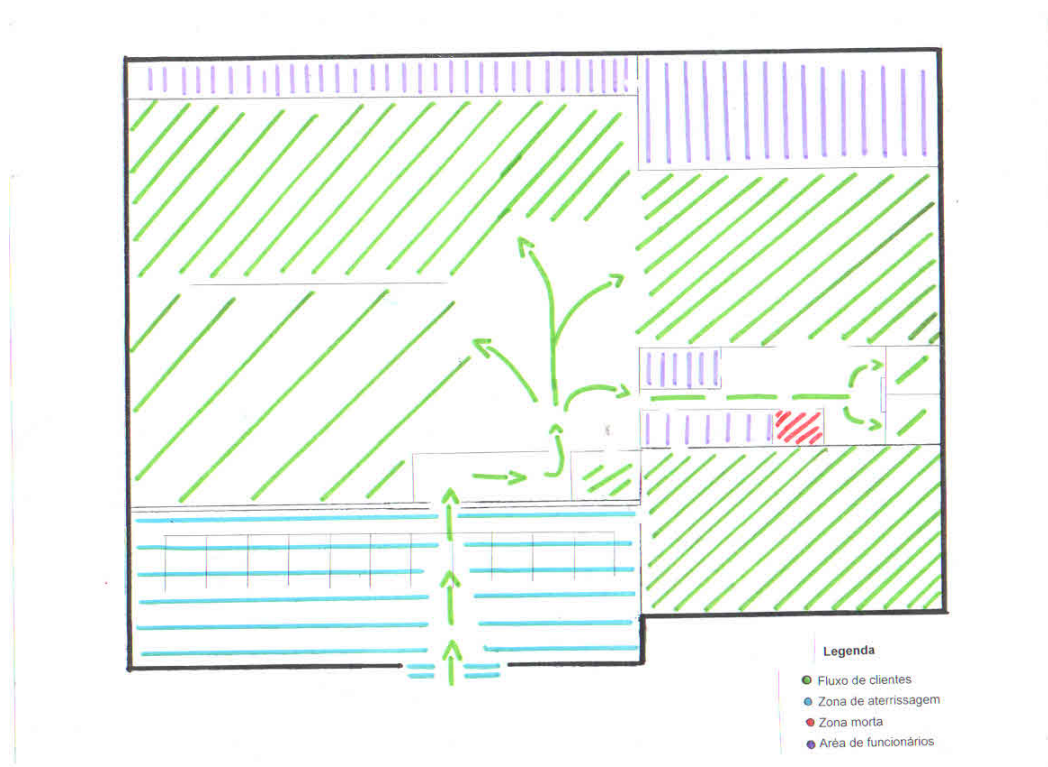 Legenda
Fluxo de clientes
Zona de aterrissagem
Zona morta
Aréa de funcionários